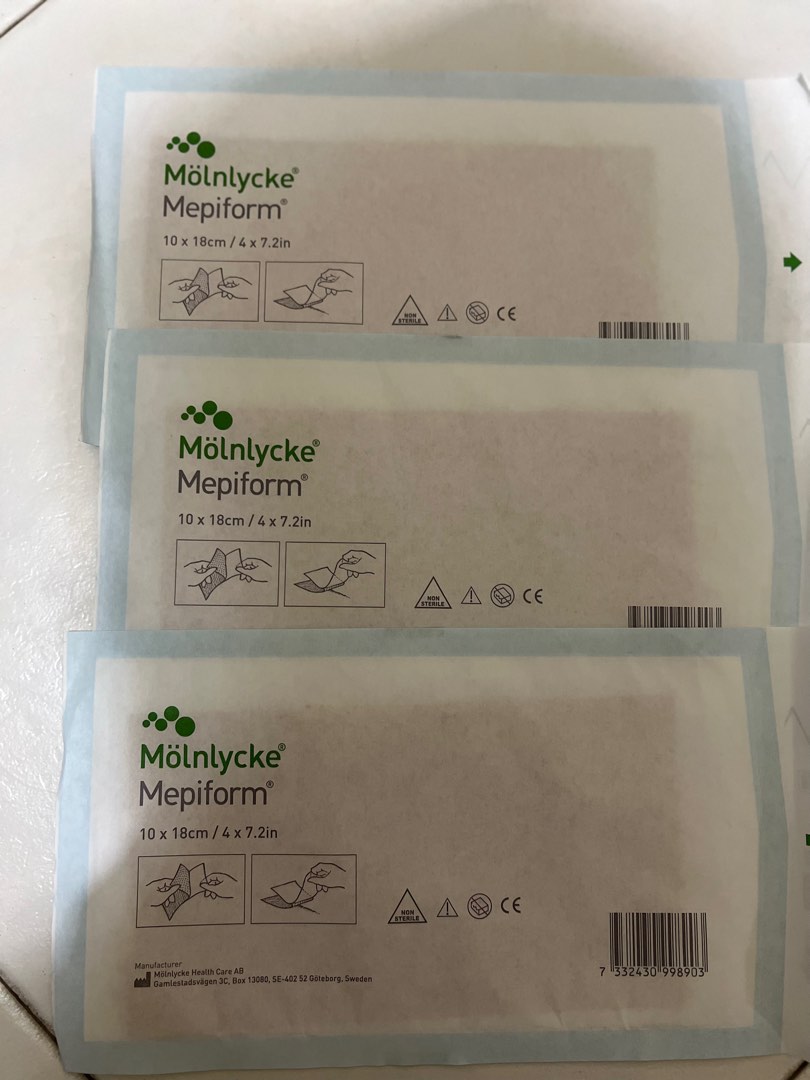 Mölnlycke®
Mepiform®
10 x 18cm / 4 x 7.2in
NON
STERILE
CE
Mölnlycke®
Mepiform®
10 x 18cm / 4 x 7.2in
NON
STERILE
CE
Mölnlycke®
Mepiform®
10 x 18cm / 4 x 7.2in
NON
STERILE
CE
Manufacturer
Mölnlycke Health Care AB
Gamlestadsvägen 3C, Box 13080, SE-402 52 Göteborg, Sweden
7 332430 998903